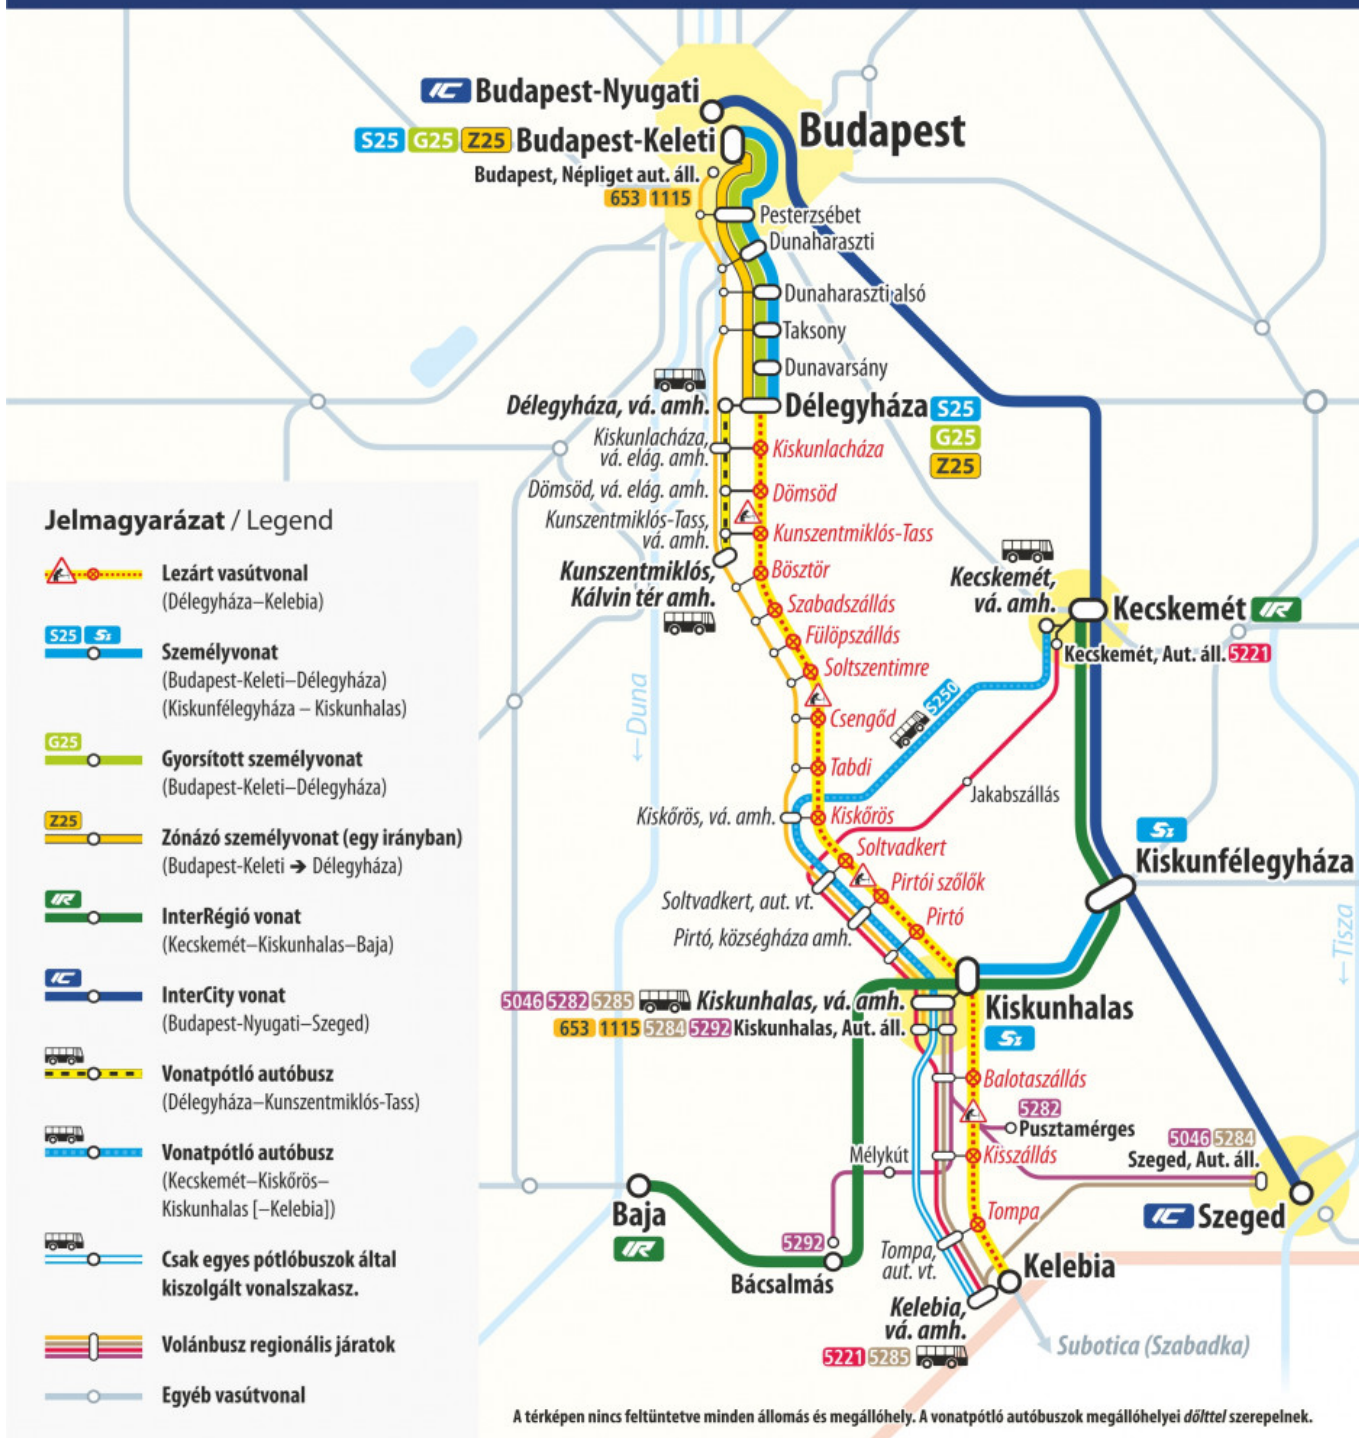 IC Budapest-Nyugati
Budapest
S25 G25 Z25 Budapest-Keleti
Budapest, Népliget aut. áll.
653 1115
Pesterzsébet
Dunaharaszti
Dunaharaszti alsó
Taksony
Dunavarsány
Délegyháza, vá. amh.
Délegyháza S25
G25
Z25
Kiskunlacháza,
vá. elág. amh.
Kiskunlacháza
Dömsöd, vá. elág. amh.
Dömsöd
Kunszentmiklós-Tass,
vá. amh.
Kunszentmiklós-Tass
Kunszentmiklós,
Kálvin tér amh.
Bösztör
Szabadszállás
Fülöpszállás
Soltszentimre
Csengőd
Tabdi
Kiskőrös, vá. amh.
Kiskőrös
Soltvadkert
Pirtói szőlők
Pirtó
Soltvadkert, aut. vt.
Pirtó, községháza amh.
Kecskemét,
vá. amh.
Kecskemét IR
Kecskemét, Aut. áll. 5221
S250
Jakabszállás
←Duna
←Tisza
Sz
Kiskunfélegyháza
5046 5282 5285 Kiskunhalas, vá. amh.
653 1115 5284 5292 Kiskunhalas, Aut. áll.
Kiskunhalas
Sz
Balotaszállás
5282
Pusztamérges
Mélykút
Kisszállás
5046 5284
Szeged, Aut. áll.
IC Szeged
Baja
IR
5292
Bácsalmás
Tompa
Tompa,
aut. vt.
Kelebia
Kelebia,
vá. amh.
5221 5285
Subotica (Szabadka)
Jelmagyarázat / Legend
Lezárt vasútvonal
(Délegyháza–Kelebia)
S25 Sz
Személyvonat
(Budapest-Keleti–Délegyháza)
(Kiskunfélegyháza – Kiskunhalas)
G25
Gyorsított személyvonat
(Budapest-Keleti–Délegyháza)
Z25
Zónázó személyvonat (egy irányban)
(Budapest-Keleti ➔ Délegyháza)
IR
InterRégió vonat
(Kecskemét–Kiskunhalas–Baja)
IC
InterCity vonat
(Budapest-Nyugati–Szeged)
Vonatpótló autóbusz
(Délegyháza–Kunszentmiklós-Tass)
Vonatpótló autóbusz
(Kecskemét–Kiskőrös–
Kiskunhalas [–Kelebia])
Csak egyes pótlóbuszok által
kiszolgált vonalszakasz.
Volánbusz regionális járatok
Egyéb vasútvonal
A térképen nincs feltüntetve minden állomás és megállóhely. A vonatpótló autóbuszok megállóhelyei dőlttel szerepelnek.